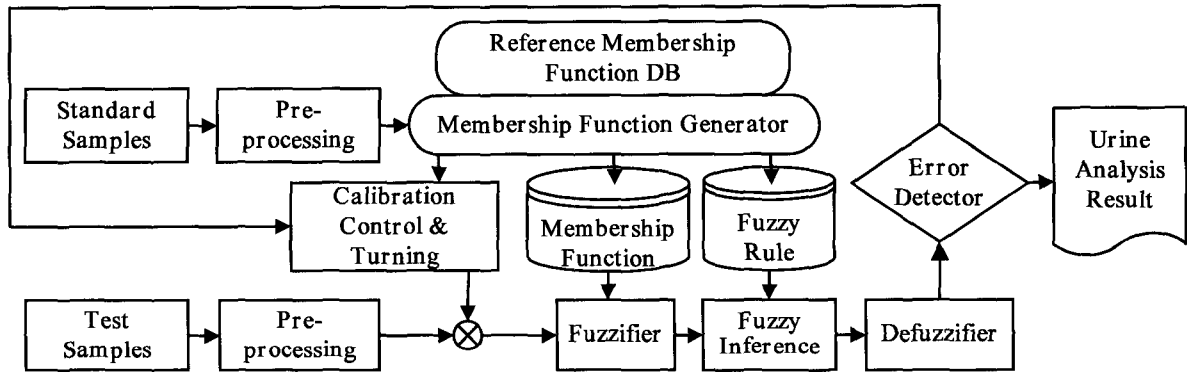 Reference Membership
Function DB
Standard
Samples
Pre-
processing
Membership Function Generator
Calibration
Control &
Turning
Membership
Function
Fuzzy
Rule
Error
Detector
Urine
Analysis
Result
Test
Samples
Pre-
processing
Fuzzifier
Fuzzy
Inference
Defuzzifier